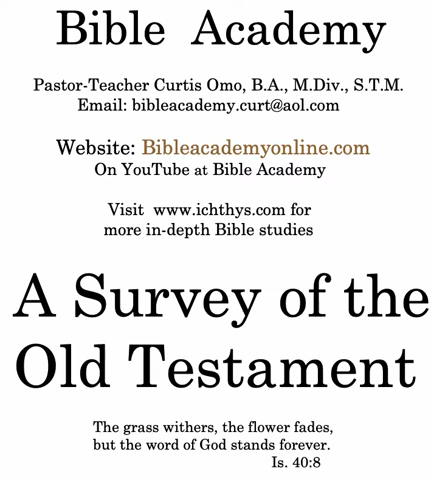 Bible Academy
Pastor-Teacher Curtis Omo, B.A., M.Div., S.T.M.
Email: bibleacademy.curt@aol.com
Website: Bibleacademyonline.com
On YouTube at Bible Academy
Visit www.ichthys.com for
more in-depth Bible studies
A Survey of the
Old Testament
The grass withers, the flower fades,
but the word of God stands forever.
Is. 40:8